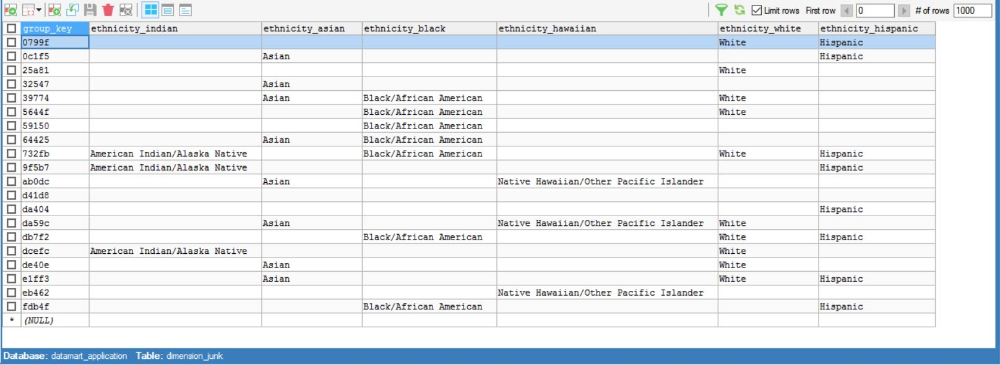 Limit rows First row 0 # of rows 1000
group_key ethnicity_indian ethnicity_asian ethnicity_black ethnicity_hawaiian ethnicity_white ethnicity_hispanic
0799f White Hispanic
0c1f5 Asian Hispanic
25a81 White
32547 Asian
39774 Asian Black/African American White
5644f Black/African American White
59150 Black/African American
64425 Asian Black/African American
732fb American Indian/Alaska Native Black/African American White Hispanic
9f5b7 American Indian/Alaska Native Hispanic
ab0dc Asian Native Hawaiian/Other Pacific Islander
d41d8
da404 Hispanic
da59c Asian Native Hawaiian/Other Pacific Islander White
db7f2 Black/African American White Hispanic
dcefc American Indian/Alaska Native White
de40e Asian White
e1ff3 Asian White Hispanic
eb462 Native Hawaiian/Other Pacific Islander
fdb4f Black/African American Hispanic
* (NULL)
Database: datamart_application Table: dimension_junk